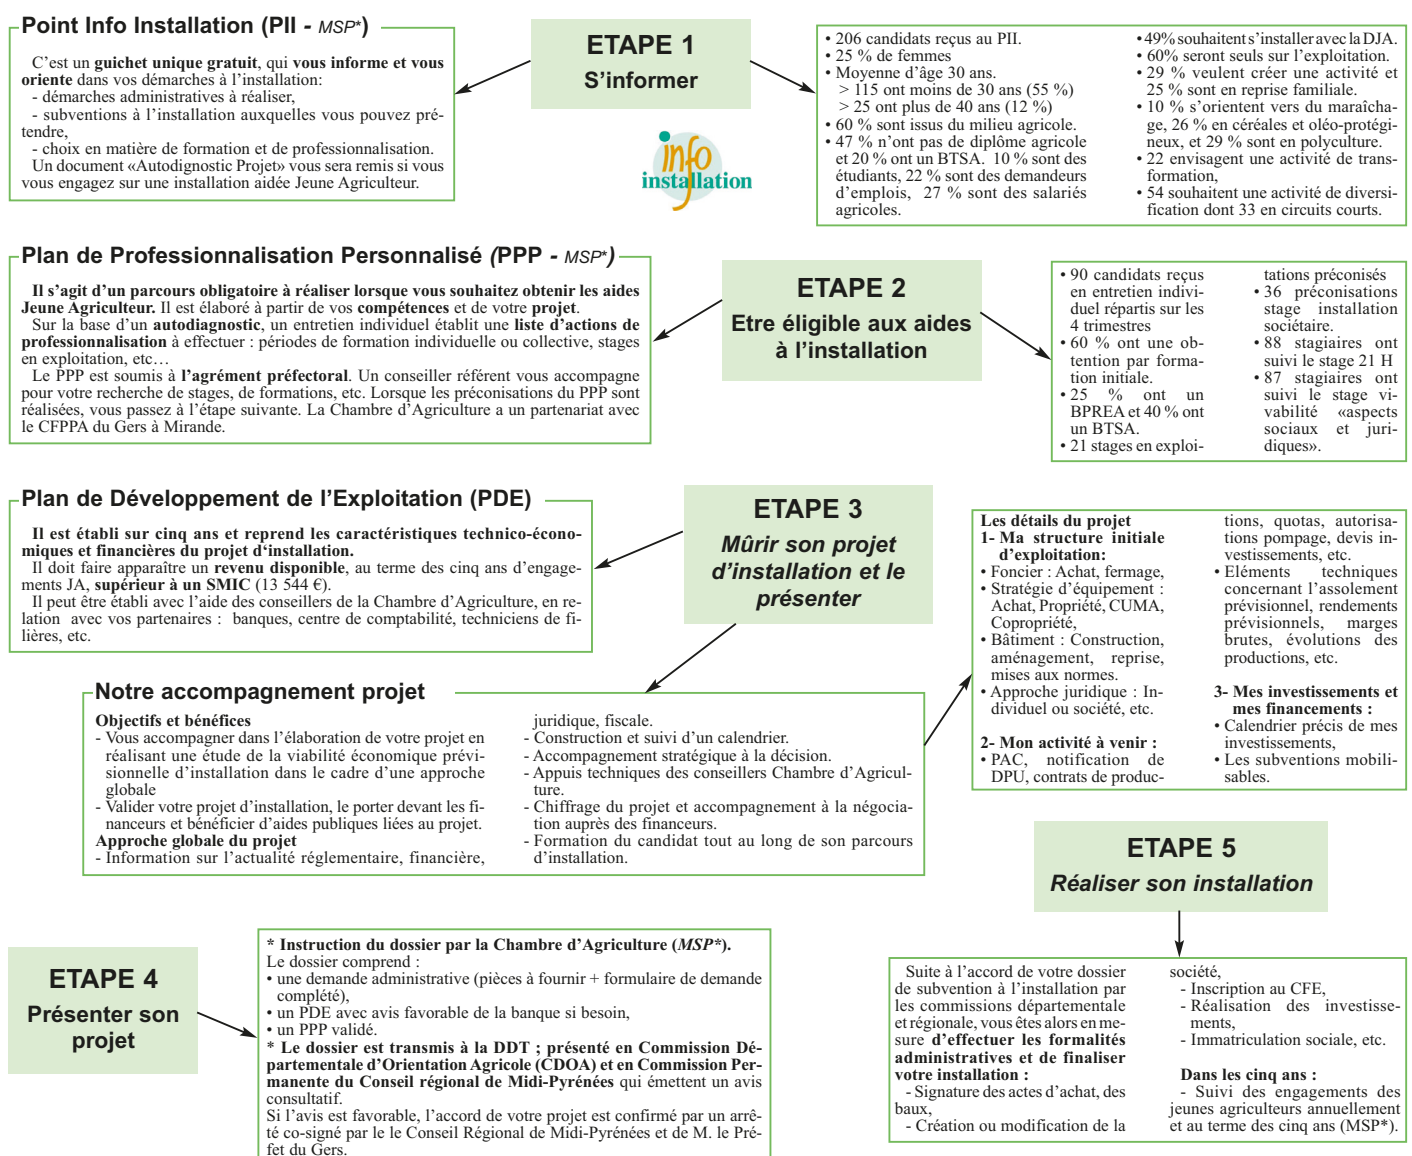 Point Info Installation (PII - MSP*)
C’est un guichet unique gratuit, qui vous informe et vous
oriente dans vos démarches à l’installation:
- démarches administratives à réaliser,
- subventions à l’installation auxquelles vous pouvez pré-
tendre,
- choix en matière de formation et de professionnalisation.
Un document «Autodignostic Projet» vous sera remis si vous
vous engagez sur une installation aidée Jeune Agriculteur.
ETAPE 1
S’informer
info
installation
• 206 candidats reçus au PII.
• 25 % de femmes
• Moyenne d’âge 30 ans.
> 115 ont moins de 30 ans (55 %)
> 25 ont plus de 40 ans (12 %)
• 60 % sont issus du milieu agricole.
• 47 % n’ont pas de diplôme agricole
et 20 % ont un BTSA. 10 % sont des
étudiants, 22 % sont des demandeurs
d’emplois, 27 % sont des salariés
agricoles.
• 49% souhaitent s’installer avec la DJA.
• 60% seront seuls sur l’exploitation.
• 29 % veulent créer une activité et
25 % sont en reprise familiale.
• 10 % s’orientent vers du maraîcha-
ge, 26 % en céréales et oléo-protégi-
neux, et 29 % sont en polyculture.
• 22 envisagent une activité de trans-
formation,
• 54 souhaitent une activité de diversi-
fication dont 33 en circuits courts.
Plan de Professionnalisation Personnalisé (PPP - MSP*)
Il s’agit d’un parcours obligatoire à réaliser lorsque vous souhaitez obtenir les aides
Jeune Agriculteur. Il est élaboré à partir de vos compétences et de votre projet.
Sur la base d’un autodiagnostic, un entretien individuel établit une liste d’actions de
professionnalisation à effectuer : périodes de formation individuelle ou collective, stages
en exploitation, etc…
Le PPP est soumis à l’agrément préfectoral. Un conseiller référent vous accompagne
pour votre recherche de stages, de formations, etc. Lorsque les préconisations du PPP sont
réalisées, vous passez à l’étape suivante. La Chambre d’Agriculture a un partenariat avec
le CFPPA du Gers à Mirande.
ETAPE 2
Etre éligible aux aides
à l’installation
• 90 candidats reçus
en entretien indivi-
duel répartis sur les
4 trimestres
• 60 % ont une ob-
tention par forma-
tion initiale.
• 25 % ont un
BPREA et 40 % ont
un BTSA.
• 21 stages en exploi-
tations préconisés
• 36 préconisations
stage installation
sociétaire.
• 88 stagiaires ont
suivi le stage 21 H
• 87 stagiaires ont
suivi le stage vi-
vabilité «aspects
sociaux et juri-
diques».
Plan de Développement de l’Exploitation (PDE)
Il est établi sur cinq ans et reprend les caractéristiques technico-écono-
miques et financières du projet d‘installation.
Il doit faire apparaître un revenu disponible, au terme des cinq ans d’engage-
ments JA, supérieur à un SMIC (13 544 €).
Il peut être établi avec l’aide des conseillers de la Chambre d’Agriculture, en re-
lation avec vos partenaires : banques, centre de comptabilité, techniciens de fi-
lières, etc.
ETAPE 3
Mûrir son projet
d’installation et le
présenter
Notre accompagnement projet
Objectifs et bénéfices
- Vous accompagner dans l’élaboration de votre projet en
réalisant une étude de la viabilité économique prévi-
sionnelle d’installation dans le cadre d’une approche
globale
- Valider votre projet d’installation, le porter devant les fi-
nanceurs et bénéficier d’aides publiques liées au projet.
Approche globale du projet
- Information sur l’actualité réglementaire, financière,
juridique, fiscale.
- Construction et suivi d’un calendrier.
- Accompagnement stratégique à la décision.
- Appuis techniques des conseillers Chambre d’Agricul-
ture.
- Chiffrage du projet et accompagnement à la négocia-
tion auprès des financeurs.
- Formation du candidat tout au long de son parcours
d’installation.
Les détails du projet
1- Ma structure initiale
d’exploitation:
• Foncier : Achat, fermage,
• Stratégie d’équipement :
Achat, Propriété, CUMA,
Copropriété,
• Bâtiment : Construction,
aménagement, reprise,
mises aux normes.
• Approche juridique : In-
dividuel ou société, etc.
2- Mon activité à venir :
• PAC, notification de
DPU, contrats de produc-
tions, quotas, autorisa-
tions pompage, devis in-
vestissements, etc.
• Eléments techniques
concernant l’assolement
prévisionnel, rendements
prévisionnels, marges
brutes, évolutions des
productions, etc.
3- Mes investissements et
mes financements :
• Calendrier précis de mes
investissements,
• Les subventions mobili-
sables.
ETAPE 4
Présenter son
projet
* Instruction du dossier par la Chambre d’Agriculture (MSP*).
Le dossier comprend :
• une demande administrative (pièces à fournir + formulaire de demande
complété),
• un PDE avec avis favorable de la banque si besoin,
• un PPP validé.
* Le dossier est transmis à la DDT ; présenté en Commission Dé-
partementale d’Orientation Agricole (CDOA) et en Commission Per-
manente du Conseil régional de Midi-Pyrénées qui émettent un avis
consultatif.
Si l’avis est favorable, l’accord de votre projet est confirmé par un arrê-
té co-signé par le le Conseil Régional de Midi-Pyrénées et de M. le Pré-
fet du Gers.
ETAPE 5
Réaliser son installation
Suite à l’accord de votre dossier
de subvention à l’installation par
les commissions départementale
et régionale, vous êtes alors en me-
sure d’effectuer les formalités
administratives et de finaliser
votre installation :
- Signature des actes d’achat, des
baux,
- Création ou modification de la
société,
- Inscription au CFE,
- Réalisation des investisse-
ments,
- Immatriculation sociale, etc.
Dans les cinq ans :
- Suivi des engagements des
jeunes agriculteurs annuellement
et au terme des cinq ans (MSP*).